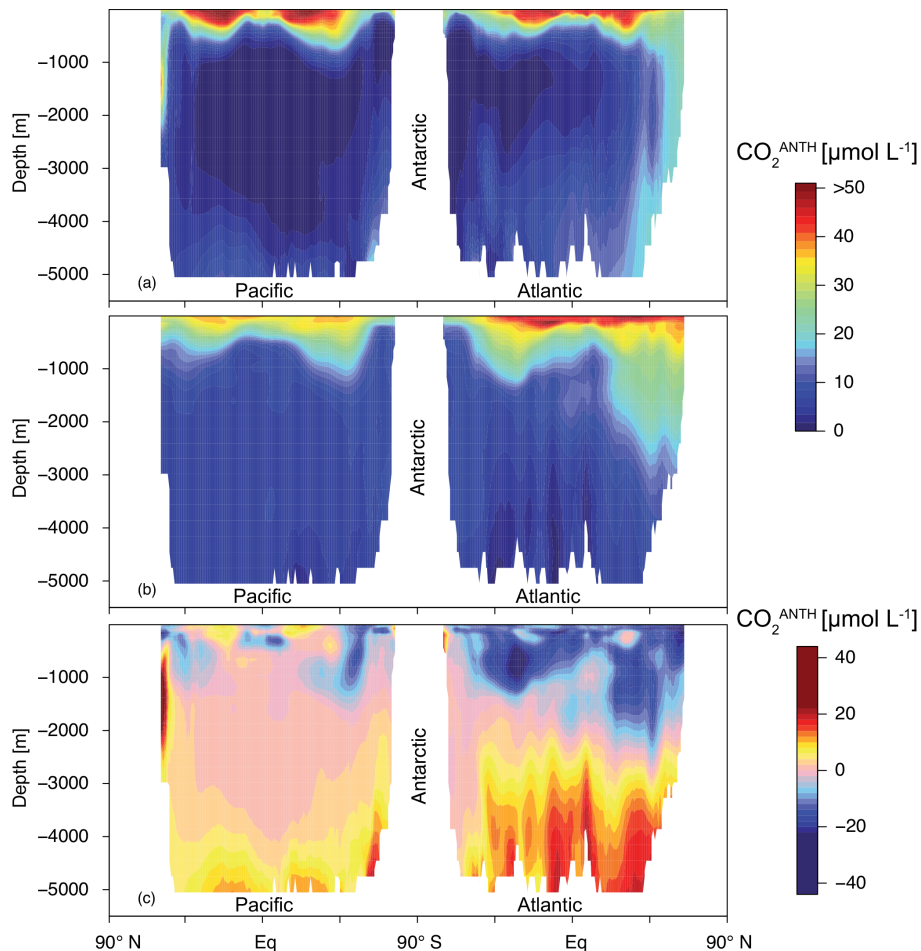 −1000
−2000
−3000
−4000
−5000
Depth [m]
(a)
Pacific
Antarctic
Atlantic
CO₂ᴬᴺᵀᴴ [µmol L⁻¹]
>50
40
30
20
10
0
−1000
−2000
−3000
−4000
−5000
Depth [m]
(b)
Pacific
Antarctic
Atlantic
−1000
−2000
−3000
−4000
−5000
Depth [m]
(c)
Pacific
Antarctic
Atlantic
CO₂ᴬᴺᵀᴴ [µmol L⁻¹]
40
20
0
−20
−40
90° N Eq 90° S Eq 90° N